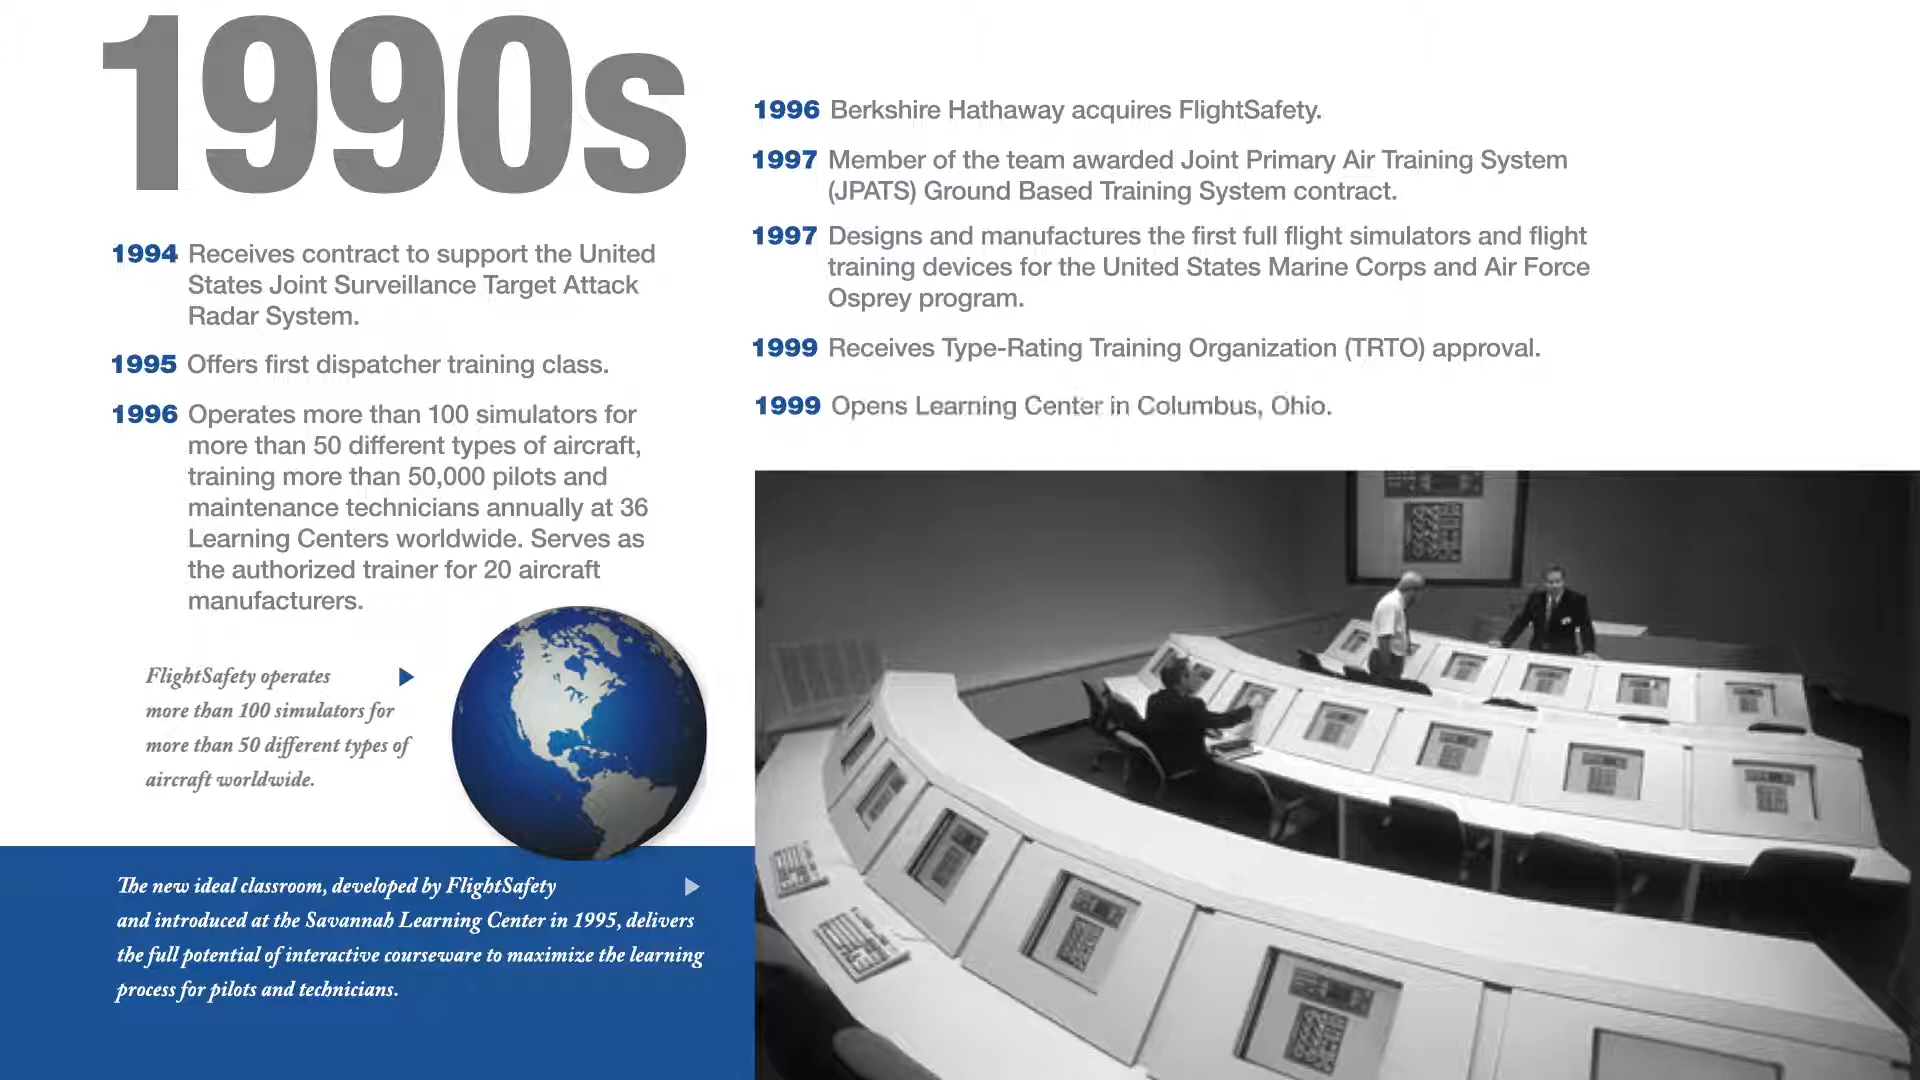 1990s
1994 Receives contract to support the United
States Joint Surveillance Target Attack
Radar System.
1995 Offers first dispatcher training class.
1996 Operates more than 100 simulators for
more than 50 different types of aircraft,
training more than 50,000 pilots and
maintenance technicians annually at 36
Learning Centers worldwide. Serves as
the authorized trainer for 20 aircraft
manufacturers.
FlightSafety operates
more than 100 simulators for
more than 50 different types of
aircraft worldwide.
The new ideal classroom, developed by FlightSafety
and introduced at the Savannah Learning Center in 1995, delivers
the full potential of interactive courseware to maximize the learning
process for pilots and technicians.
1996 Berkshire Hathaway acquires FlightSafety.
1997 Member of the team awarded Joint Primary Air Training System
(JPATS) Ground Based Training System contract.
1997 Designs and manufactures the first full flight simulators and flight
training devices for the United States Marine Corps and Air Force
Osprey program.
1999 Receives Type-Rating Training Organization (TRTO) approval.
1999 Opens Learning Center in Columbus, Ohio.